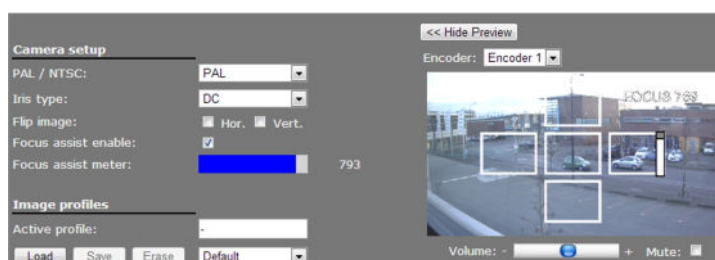 << Hide Preview
Camera setup
Encoder: Encoder 1
PAL / NTSC: PAL
Iris type: DC
Flip image: Hor. Vert.
Focus assist enable:
Focus assist meter: 793
Image profiles
Active profile: -
Load Save Erase Default
FOCUS
Volume: - + Mute: